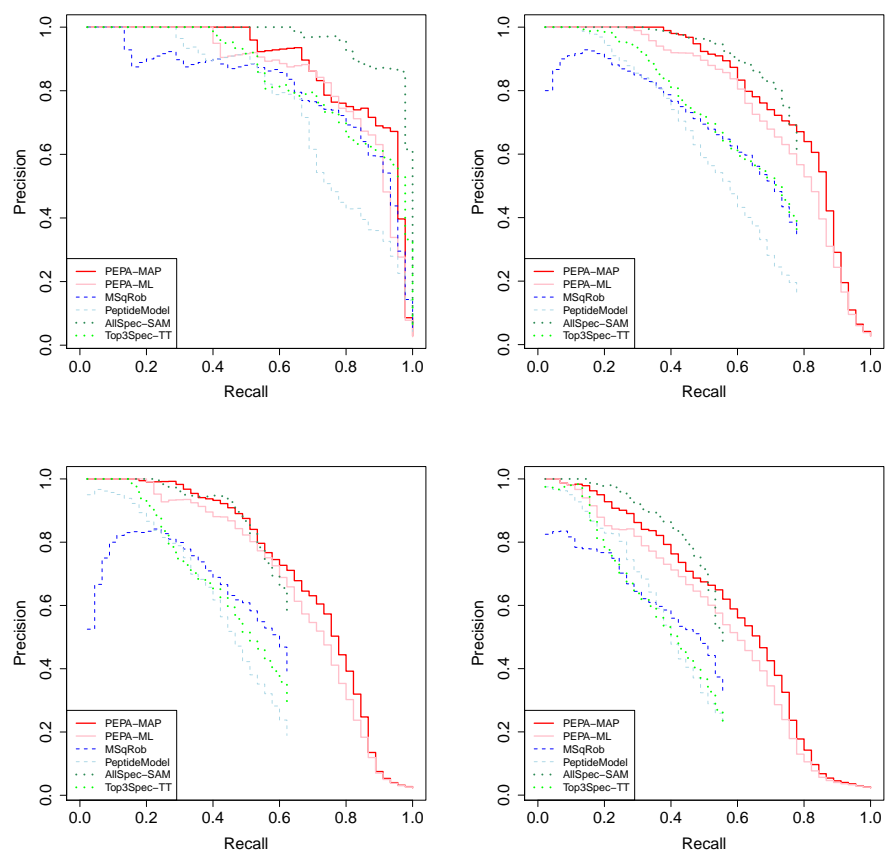 Precision
1.0
0.8
0.6
0.4
0.2
0.0
PEPA−MAP
PEPA−ML
MSqRob
PeptideModel
AllSpec−SAM
Top3Spec−TT
0.0 0.2 0.4 0.6 0.8 1.0
Recall
Precision
1.0
0.8
0.6
0.4
0.2
0.0
PEPA−MAP
PEPA−ML
MSqRob
PeptideModel
AllSpec−SAM
Top3Spec−TT
0.0 0.2 0.4 0.6 0.8 1.0
Recall
Precision
1.0
0.8
0.6
0.4
0.2
0.0
PEPA−MAP
PEPA−ML
MSqRob
PeptideModel
AllSpec−SAM
Top3Spec−TT
0.0 0.2 0.4 0.6 0.8 1.0
Recall
Precision
1.0
0.8
0.6
0.4
0.2
0.0
PEPA−MAP
PEPA−ML
MSqRob
PeptideModel
AllSpec−SAM
Top3Spec−TT
0.0 0.2 0.4 0.6 0.8 1.0
Recall